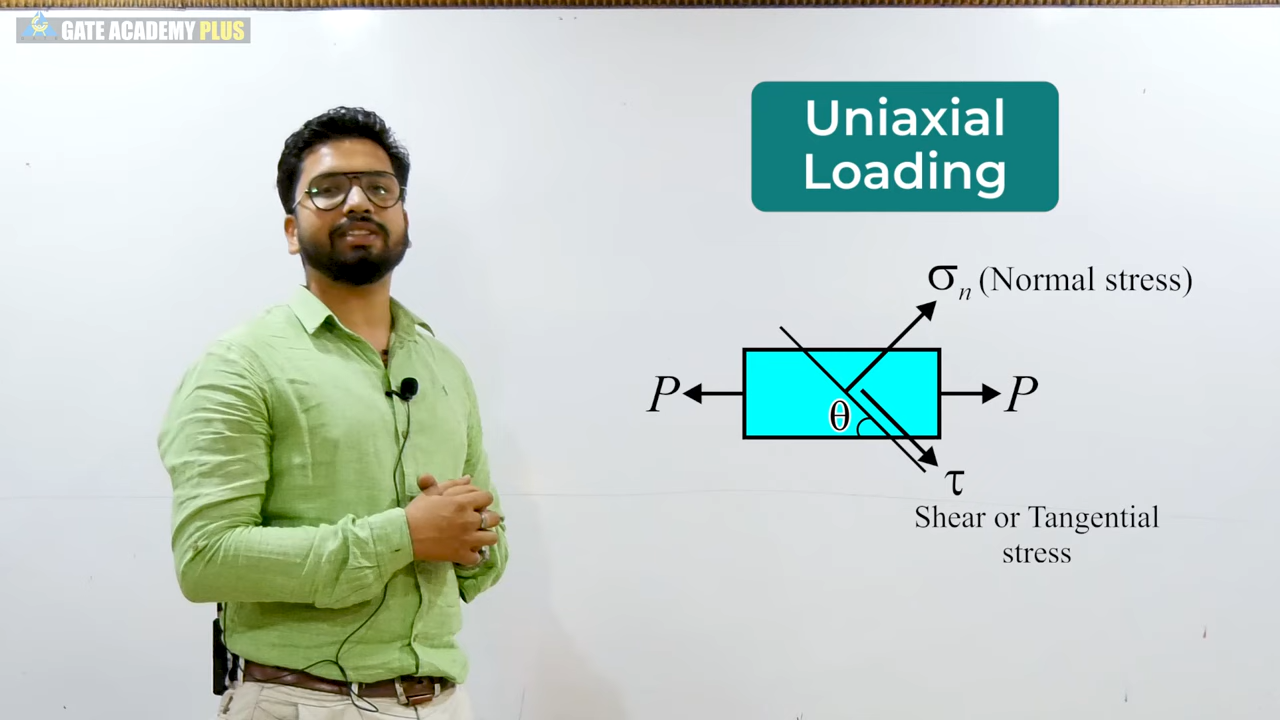 GATE ACADEMY PLUS
Uniaxial
Loading
σn (Normal stress)
P
θ
P
τ
Shear or Tangential
stress